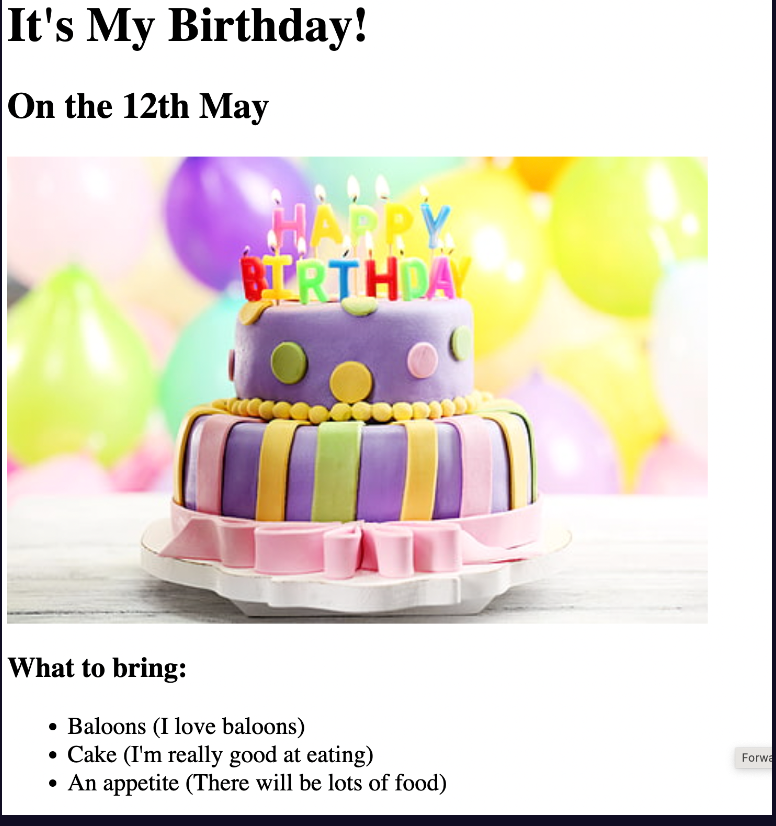 It's My Birthday!
On the 12th May
HAPPY
BIRTHDAY
What to bring:
Baloons (I love baloons)
Cake (I'm really good at eating)
An appetite (There will be lots of food)